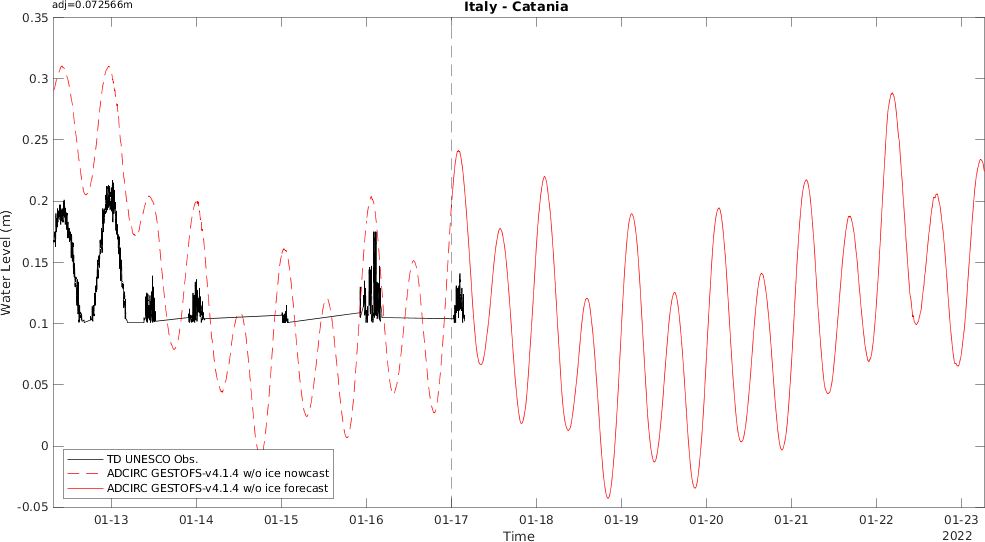 adj=0.072566m
Italy - Catania
0.35
0.3
0.25
0.2
0.15
0.1
0.05
0
-0.05
Water Level (m)
TD UNESCO Obs.
ADCIRC GESTOFS-v4.1.4 w/o ice nowcast
ADCIRC GESTOFS-v4.1.4 w/o ice forecast
01-13 01-14 01-15 01-16 01-17 01-18 01-19 01-20 01-21 01-22 01-23
Time
2022